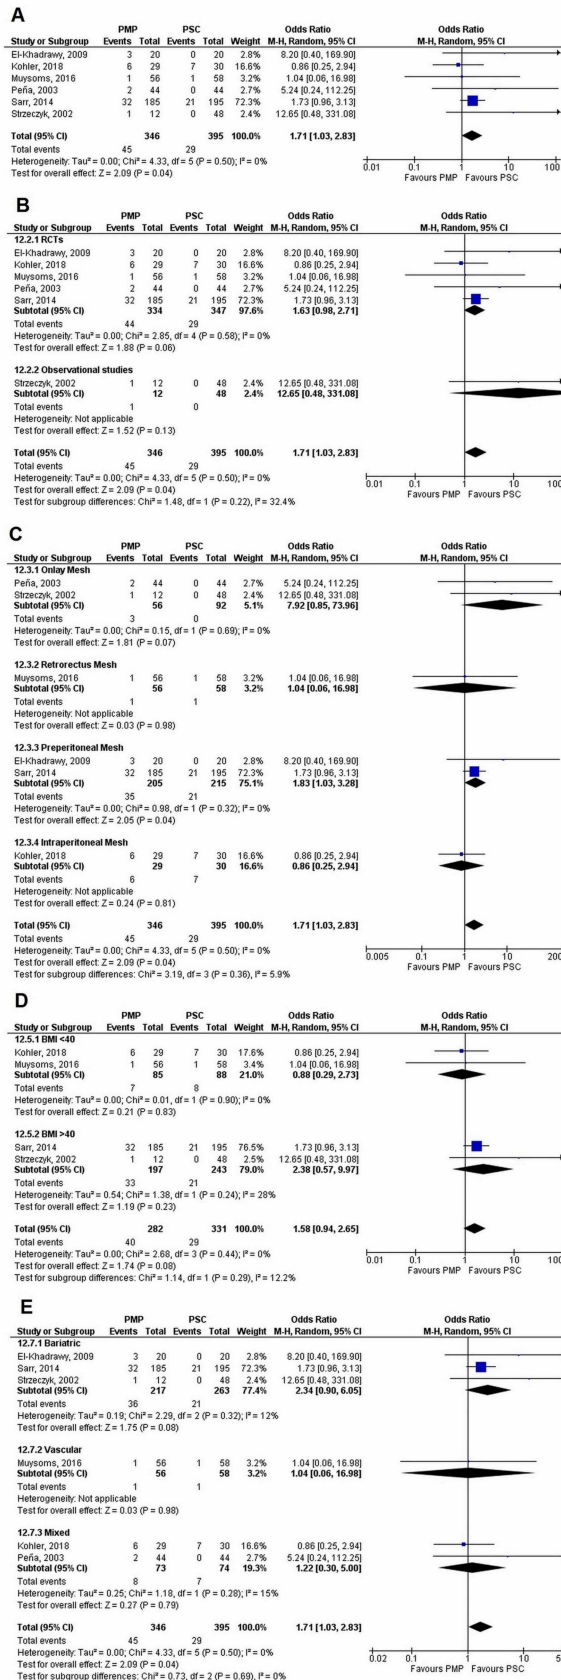 A
PMP PSC Odds Ratio Odds Ratio
Study or Subgroup Events Total Events Total Weight M-H, Random, 95% CI M-H, Random, 95% CI
El-Khadrawy, 2009 3 20 0 20 2.8% 8.20 [0.40, 169.90]
Kohler, 2018 6 29 7 30 16.6% 0.86 [0.25, 2.94]
Muysoms, 2016 1 56 1 58 3.2% 1.04 [0.06, 16.98]
Peña, 2003 2 44 0 44 2.7% 5.24 [0.24, 112.25]
Sarr, 2014 32 185 21 195 72.3% 1.73 [0.96, 3.13]
Strzeczyk, 2002 1 12 0 48 2.4% 12.65 [0.48, 331.08]
Total (95% CI) 346 395 100.0% 1.71 [1.03, 2.83]
Total events 45 29
Heterogeneity: Tau² = 0.00; Chi² = 4.33, df = 5 (P = 0.50); I² = 0%
Test for overall effect: Z = 2.09 (P = 0.04)
0.01 0.1 1 10 100
Favours PMP Favours PSC
B
PMP PSC Odds Ratio Odds Ratio
Study or Subgroup Events Total Events Total Weight M-H, Random, 95% CI M-H, Random, 95% CI
12.2.1 RCTs
El-Khadrawy, 2009 3 20 0 20 2.8% 8.20 [0.40, 169.90]
Kohler, 2018 6 29 7 30 16.6% 0.86 [0.25, 2.94]
Muysoms, 2016 1 56 1 58 3.2% 1.04 [0.06, 16.98]
Peña, 2003 2 44 0 44 2.7% 5.24 [0.24, 112.25]
Sarr, 2014 32 185 21 195 72.3% 1.73 [0.96, 3.13]
Subtotal (95% CI) 334 347 97.6% 1.63 [0.98, 2.71]
Total events 44 29
Heterogeneity: Tau² = 0.00; Chi² = 2.85, df = 4 (P = 0.58); I² = 0%
Test for overall effect: Z = 1.88 (P = 0.06)
12.2.2 Observational studies
Strzeczyk, 2002 1 12 0 48 2.4% 12.65 [0.48, 331.08]
Subtotal (95% CI) 12 48 2.4% 12.65 [0.48, 331.08]
Total events 1 0
Heterogeneity: Not applicable
Test for overall effect: Z = 1.52 (P = 0.13)
Total (95% CI) 346 395 100.0% 1.71 [1.03, 2.83]
Total events 45 29
Heterogeneity: Tau² = 0.00; Chi² = 4.33, df = 5 (P = 0.50); I² = 0%
Test for overall effect: Z = 2.09 (P = 0.04)
Test for subgroup differences: Chi² = 1.48, df = 1 (P = 0.22), I² = 32.4%
0.01 0.1 1 10 100
Favours PMP Favours PSC
C
PMP PSC Odds Ratio Odds Ratio
Study or Subgroup Events Total Events Total Weight M-H, Random, 95% CI M-H, Random, 95% CI
12.3.1 Onlay Mesh
Peña, 2003 2 44 0 44 2.7% 5.24 [0.24, 112.25]
Strzeczyk, 2002 1 12 0 48 2.4% 12.65 [0.48, 331.08]
Subtotal (95% CI) 56 92 5.1% 7.92 [0.85, 73.96]
Total events 3 0
Heterogeneity: Tau² = 0.00; Chi² = 0.15, df = 1 (P = 0.69); I² = 0%
Test for overall effect: Z = 1.81 (P = 0.07)
12.3.2 Retrorectus Mesh
Muysoms, 2016 1 56 1 58 3.2% 1.04 [0.06, 16.98]
Subtotal (95% CI) 56 58 3.2% 1.04 [0.06, 16.98]
Total events 1 1
Heterogeneity: Not applicable
Test for overall effect: Z = 0.03 (P = 0.98)
12.3.3 Preperitoneal Mesh
El-Khadrawy, 2009 3 20 0 20 2.8% 8.20 [0.40, 169.90]
Sarr, 2014 32 185 21 195 72.3% 1.73 [0.96, 3.13]
Subtotal (95% CI) 205 215 75.1% 1.83 [1.03, 3.28]
Total events 35 21
Heterogeneity: Tau² = 0.00; Chi² = 0.98, df = 1 (P = 0.32); I² = 0%
Test for overall effect: Z = 2.05 (P = 0.04)
12.3.4 Intraperitoneal Mesh
Kohler, 2018 6 29 7 30 16.6% 0.86 [0.25, 2.94]
Subtotal (95% CI) 29 30 16.6% 0.86 [0.25, 2.94]
Total events 6 7
Heterogeneity: Not applicable
Test for overall effect: Z = 0.24 (P = 0.81)
Total (95% CI) 346 395 100.0% 1.71 [1.03, 2.83]
Total events 45 29
Heterogeneity: Tau² = 0.00; Chi² = 4.33, df = 5 (P = 0.50); I² = 0%
Test for overall effect: Z = 2.09 (P = 0.04)
Test for subgroup differences: Chi² = 3.19, df = 3 (P = 0.36), I² = 5.9%
0.005 0.1 1 10 200
Favours PMP Favours PSC
D
PMP PSC Odds Ratio Odds Ratio
Study or Subgroup Events Total Events Total Weight M-H, Random, 95% CI M-H, Random, 95% CI
12.5.1 BMI <40
Kohler, 2018 6 29 7 30 17.6% 0.86 [0.25, 2.94]
Muysoms, 2016 1 56 1 58 3.4% 1.04 [0.06, 16.98]
Subtotal (95% CI) 85 88 21.0% 0.88 [0.29, 2.73]
Total events 7 8
Heterogeneity: Tau² = 0.00; Chi² = 0.01, df = 1 (P = 0.90); I² = 0%
Test for overall effect: Z = 0.21 (P = 0.83)
12.5.2 BMI >40
Sarr, 2014 32 185 21 195 76.5% 1.73 [0.96, 3.13]
Strzeczyk, 2002 1 12 0 48 2.5% 12.65 [0.48, 331.08]
Subtotal (95% CI) 197 243 79.0% 2.38 [0.57, 9.97]
Total events 33 21
Heterogeneity: Tau² = 0.54; Chi² = 1.38, df = 1 (P = 0.24); I² = 28%
Test for overall effect: Z = 1.19 (P = 0.23)
Total (95% CI) 282 331 100.0% 1.58 [0.94, 2.65]
Total events 40 29
Heterogeneity: Tau² = 0.00; Chi² = 2.68, df = 3 (P = 0.44); I² = 0%
Test for overall effect: Z = 1.74 (P = 0.08)
Test for subgroup differences: Chi² = 1.14, df = 1 (P = 0.29), I² = 12.2%
0.01 0.1 1 10 100
Favours PMP Favours PSC
E
PMP PSC Odds Ratio Odds Ratio
Study or Subgroup Events Total Events Total Weight M-H, Random, 95% CI M-H, Random, 95% CI
12.7.1 Bariatric
El-Khadrawy, 2009 3 20 0 20 2.8% 8.20 [0.40, 169.90]
Sarr, 2014 32 185 21 195 72.3% 1.73 [0.96, 3.13]
Strzeczyk, 2002 1 12 0 48 2.4% 12.65 [0.48, 331.08]
Subtotal (95% CI) 217 263 77.4% 2.34 [0.90, 6.05]
Total events 36 21
Heterogeneity: Tau² = 0.19; Chi² = 2.29, df = 2 (P = 0.32); I² = 12%
Test for overall effect: Z = 1.75 (P = 0.08)
12.7.2 Vascular
Muysoms, 2016 1 56 1 58 3.2% 1.04 [0.06, 16.98]
Subtotal (95% CI) 56 58 3.2% 1.04 [0.06, 16.98]
Total events 1 1
Heterogeneity: Not applicable
Test for overall effect: Z = 0.03 (P = 0.98)
12.7.3 Mixed
Kohler, 2018 6 29 7 30 16.6% 0.86 [0.25, 2.94]
Peña, 2003 2 44 0 44 2.7% 5.24 [0.24, 112.25]
Subtotal (95% CI) 73 74 19.3% 1.22 [0.30, 5.00]
Total events 8 7
Heterogeneity: Tau² = 0.25; Chi² = 1.18, df = 1 (P = 0.28); I² = 15%
Test for overall effect: Z = 0.27 (P = 0.79)
Total (95% CI) 346 395 100.0% 1.71 [1.03, 2.83]
Total events 45 29
Heterogeneity: Tau² = 0.00; Chi² = 4.33, df = 5 (P = 0.50); I² = 0%
Test for overall effect: Z = 2.09 (P = 0.04)
Test for subgroup differences: Chi² = 0.73, df = 2 (P = 0.69), I² = 0%
0.02 0.1 1 10
Favours PMP Favours PSC